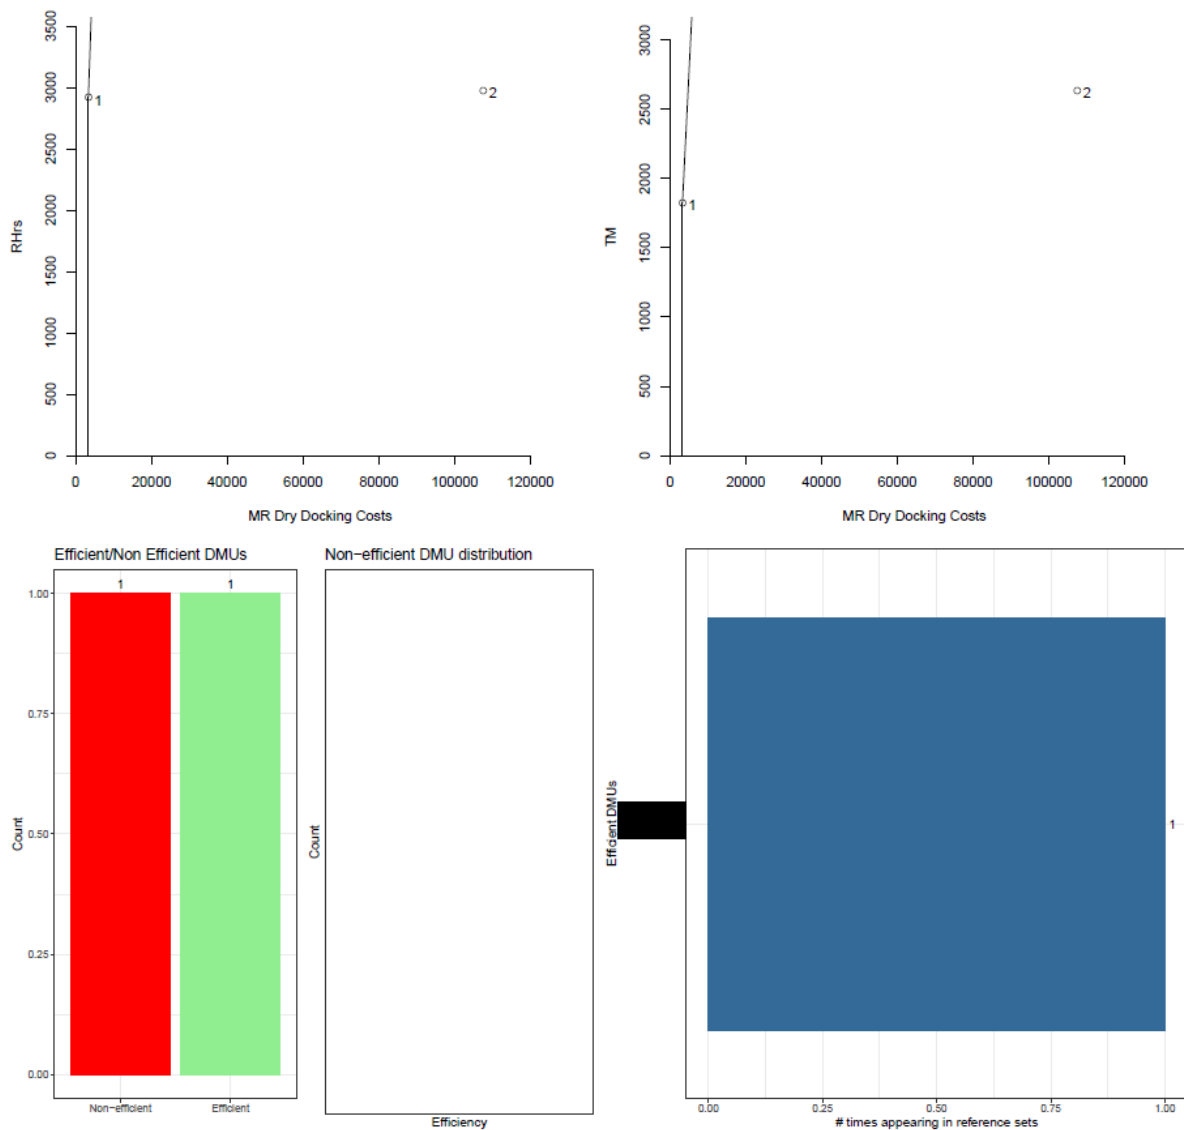 RHrs
3500
3000
2500
2000
1500
1000
500
0
1
2
0 20000 40000 60000 80000 100000 120000
MR Dry Docking Costs
TM
3000
2500
2000
1500
1000
500
0
1
2
0 20000 40000 60000 80000 100000 120000
MR Dry Docking Costs
Efficient/Non Efficient DMUs
Count
1.00
0.75
0.50
0.25
0.00
1 1
Non-efficient Efficient
Non-efficient DMU distribution
Count
Efficiency
Efficient DMUs
1
0.00 0.25 0.50 0.75 1.00
# times appearing in reference sets